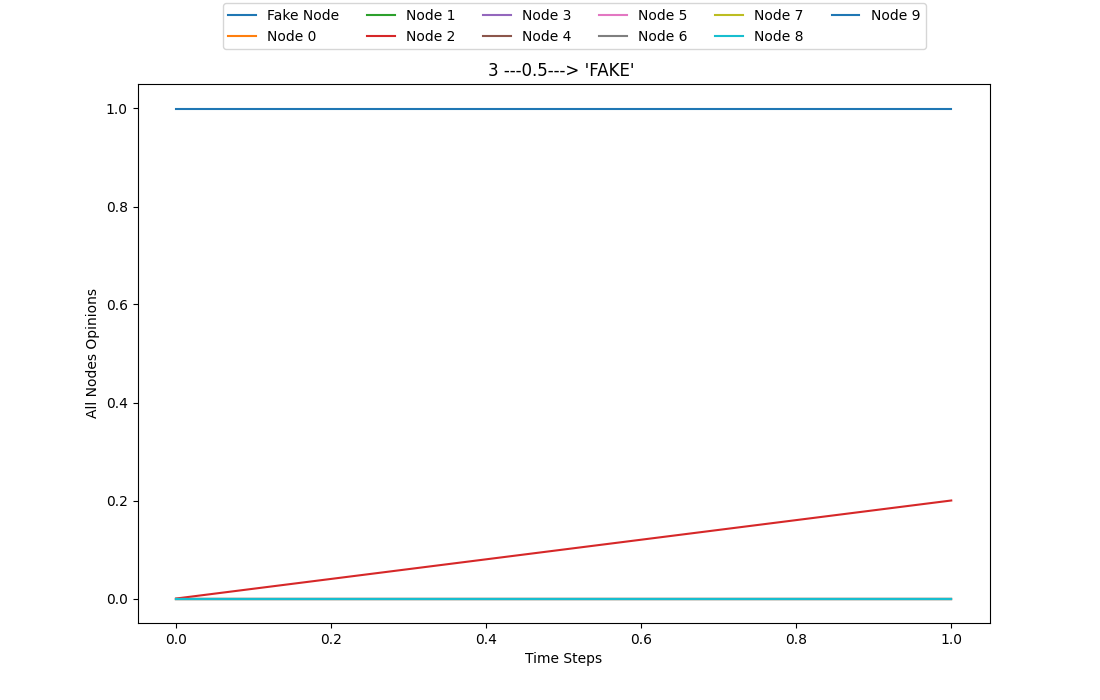 Fake Node Node 1 Node 3 Node 5 Node 7 Node 9
Node 0 Node 2 Node 4 Node 6 Node 8
3 ---0.5---> 'FAKE'
1.0
0.8
0.6
0.4
0.2
0.0
All Nodes Opinions
0.0 0.2 0.4 0.6 0.8 1.0
Time Steps